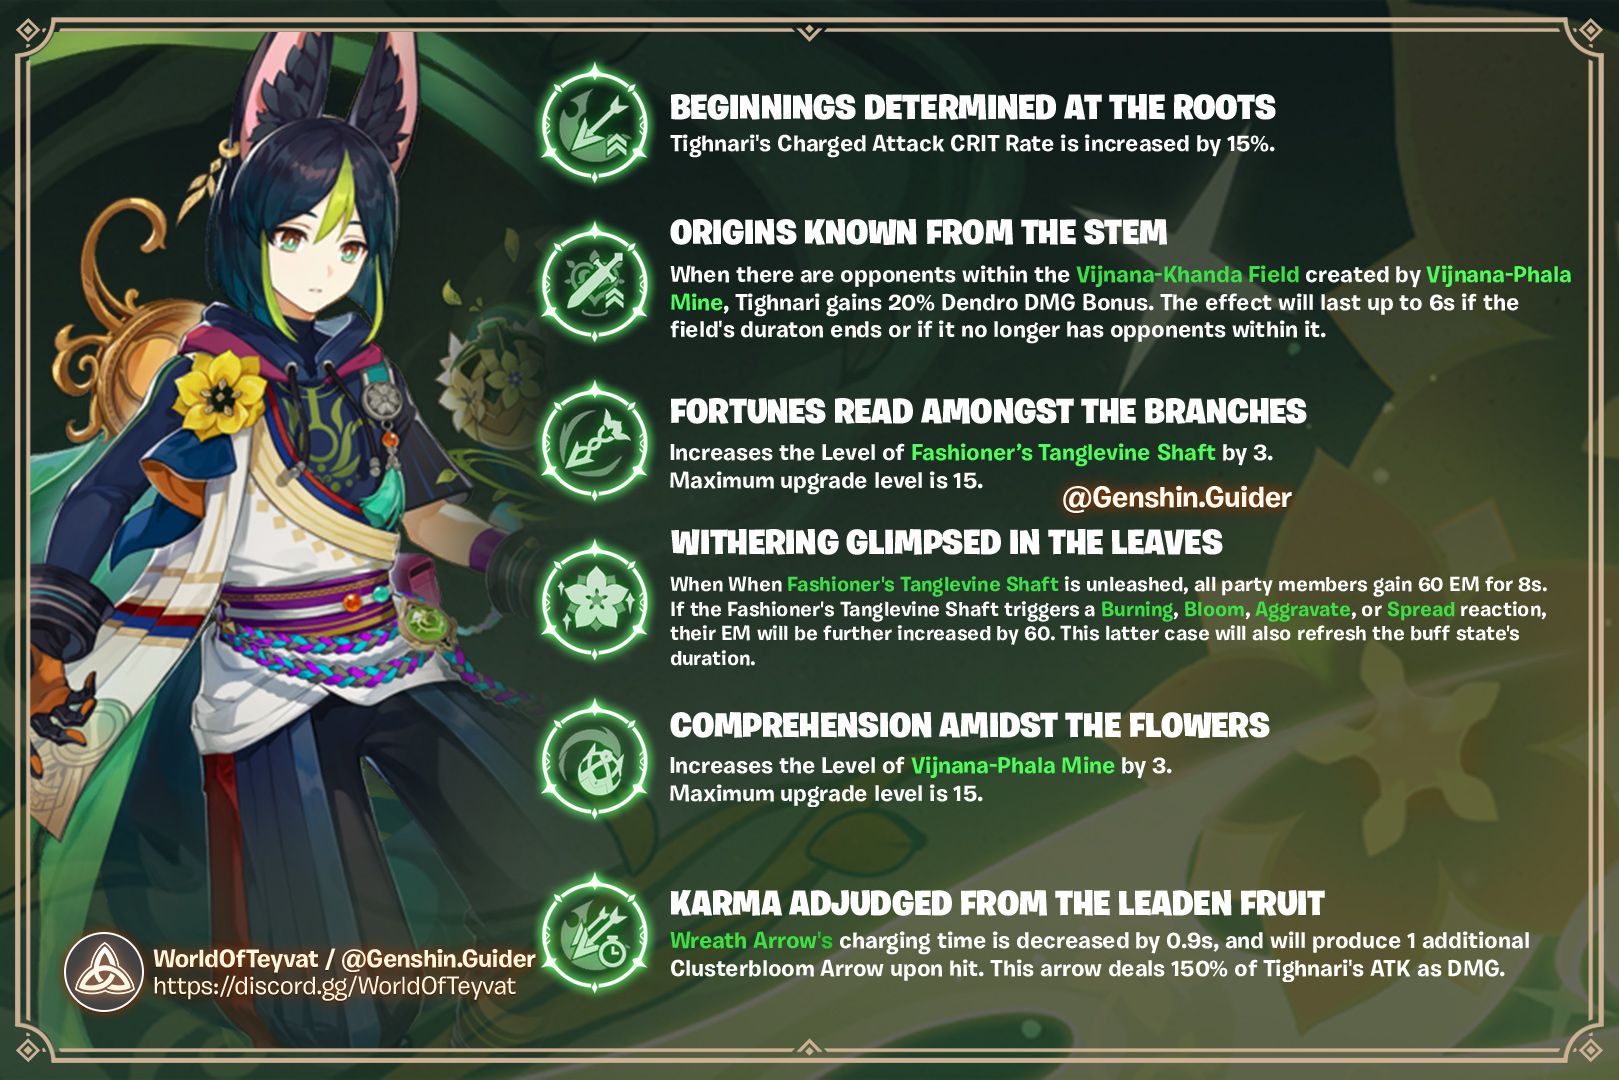 BEGINNINGS DETERMINED AT THE ROOTS
Tighnari's Charged Attack CRIT Rate is increased by 15%.
ORIGINS KNOWN FROM THE STEM
When there are opponents within the Vijnana-Khanda Field created by Vijnana-Phala
Mine, Tighnari gains 20% Dendro DMG Bonus. The effect will last up to 6s if the
field's duraton ends or if it no longer has opponents within it.
FORTUNES READ AMONGST THE BRANCHES
Increases the Level of Fashioner’s Tanglevine Shaft by 3.
Maximum upgrade level is 15.
@Genshin.Guider
WITHERING GLIMPSED IN THE LEAVES
When When Fashioner's Tanglevine Shaft is unleashed, all party members gain 60 EM for 8s.
If the Fashioner's Tanglevine Shaft triggers a Burning, Bloom, Aggravate, or Spread reaction,
their EM will be further increased by 60. This latter case will also refresh the buff state's
duration.
COMPREHENSION AMIDST THE FLOWERS
Increases the Level of Vijnana-Phala Mine by 3.
Maximum upgrade level is 15.
KARMA ADJUDGED FROM THE LEADEN FRUIT
Wreath Arrow's charging time is decreased by 0.9s, and will produce 1 additional
Clusterbloom Arrow upon hit. This arrow deals 150% of Tighnari's ATK as DMG.
WorldOfTeyvat / @Genshin.Guider
https://discord.gg/WorldOfTeyvat